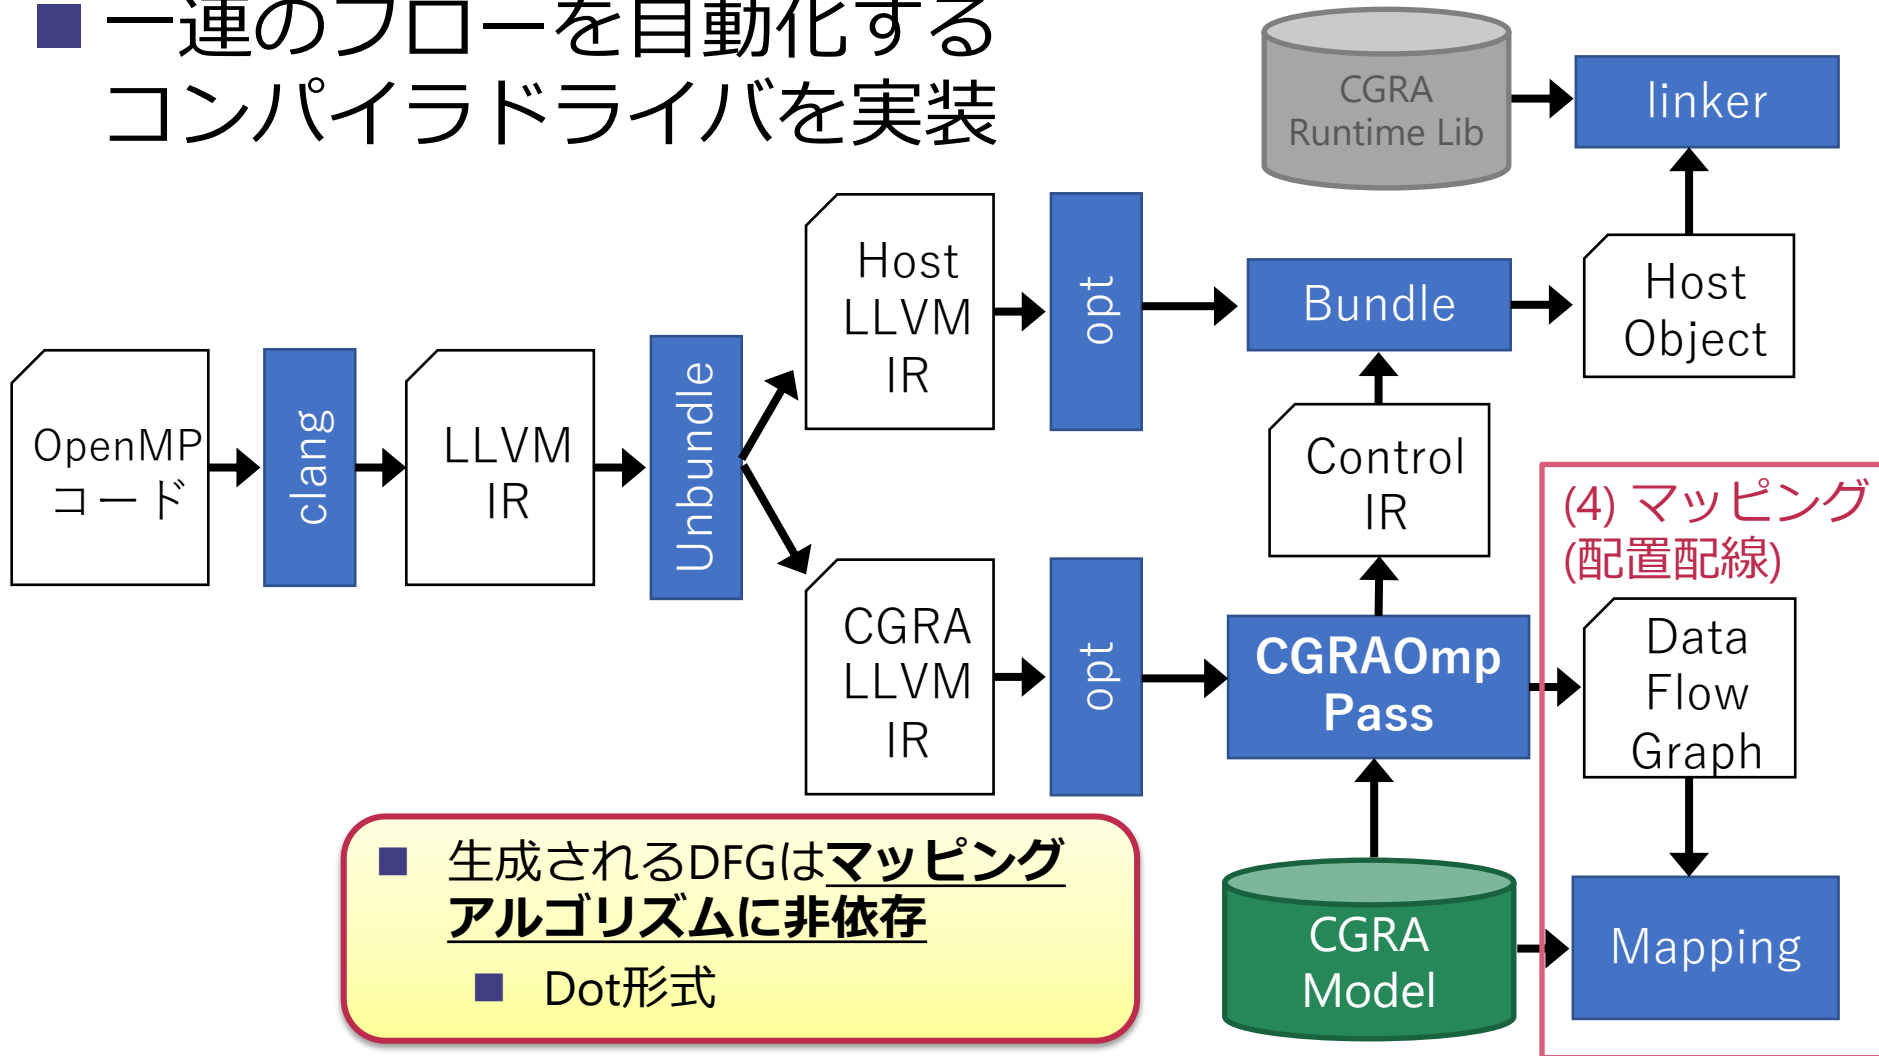 一連のフローを自動化する
コンパイラドライバを実装
CGRA
Runtime Lib
linker
Host
LLVM
IR
opt
Bundle
Host
Object
OpenMP
コード
clang
LLVM
IR
Unbundle
Control
IR
(4) マッピング
(配置配線)
CGRA
LLVM
IR
opt
CGRAOmp
Pass
Data
Flow
Graph
生成されるDFGはマッピング
アルゴリズムに非依存
Dot形式
CGRA
Model
Mapping